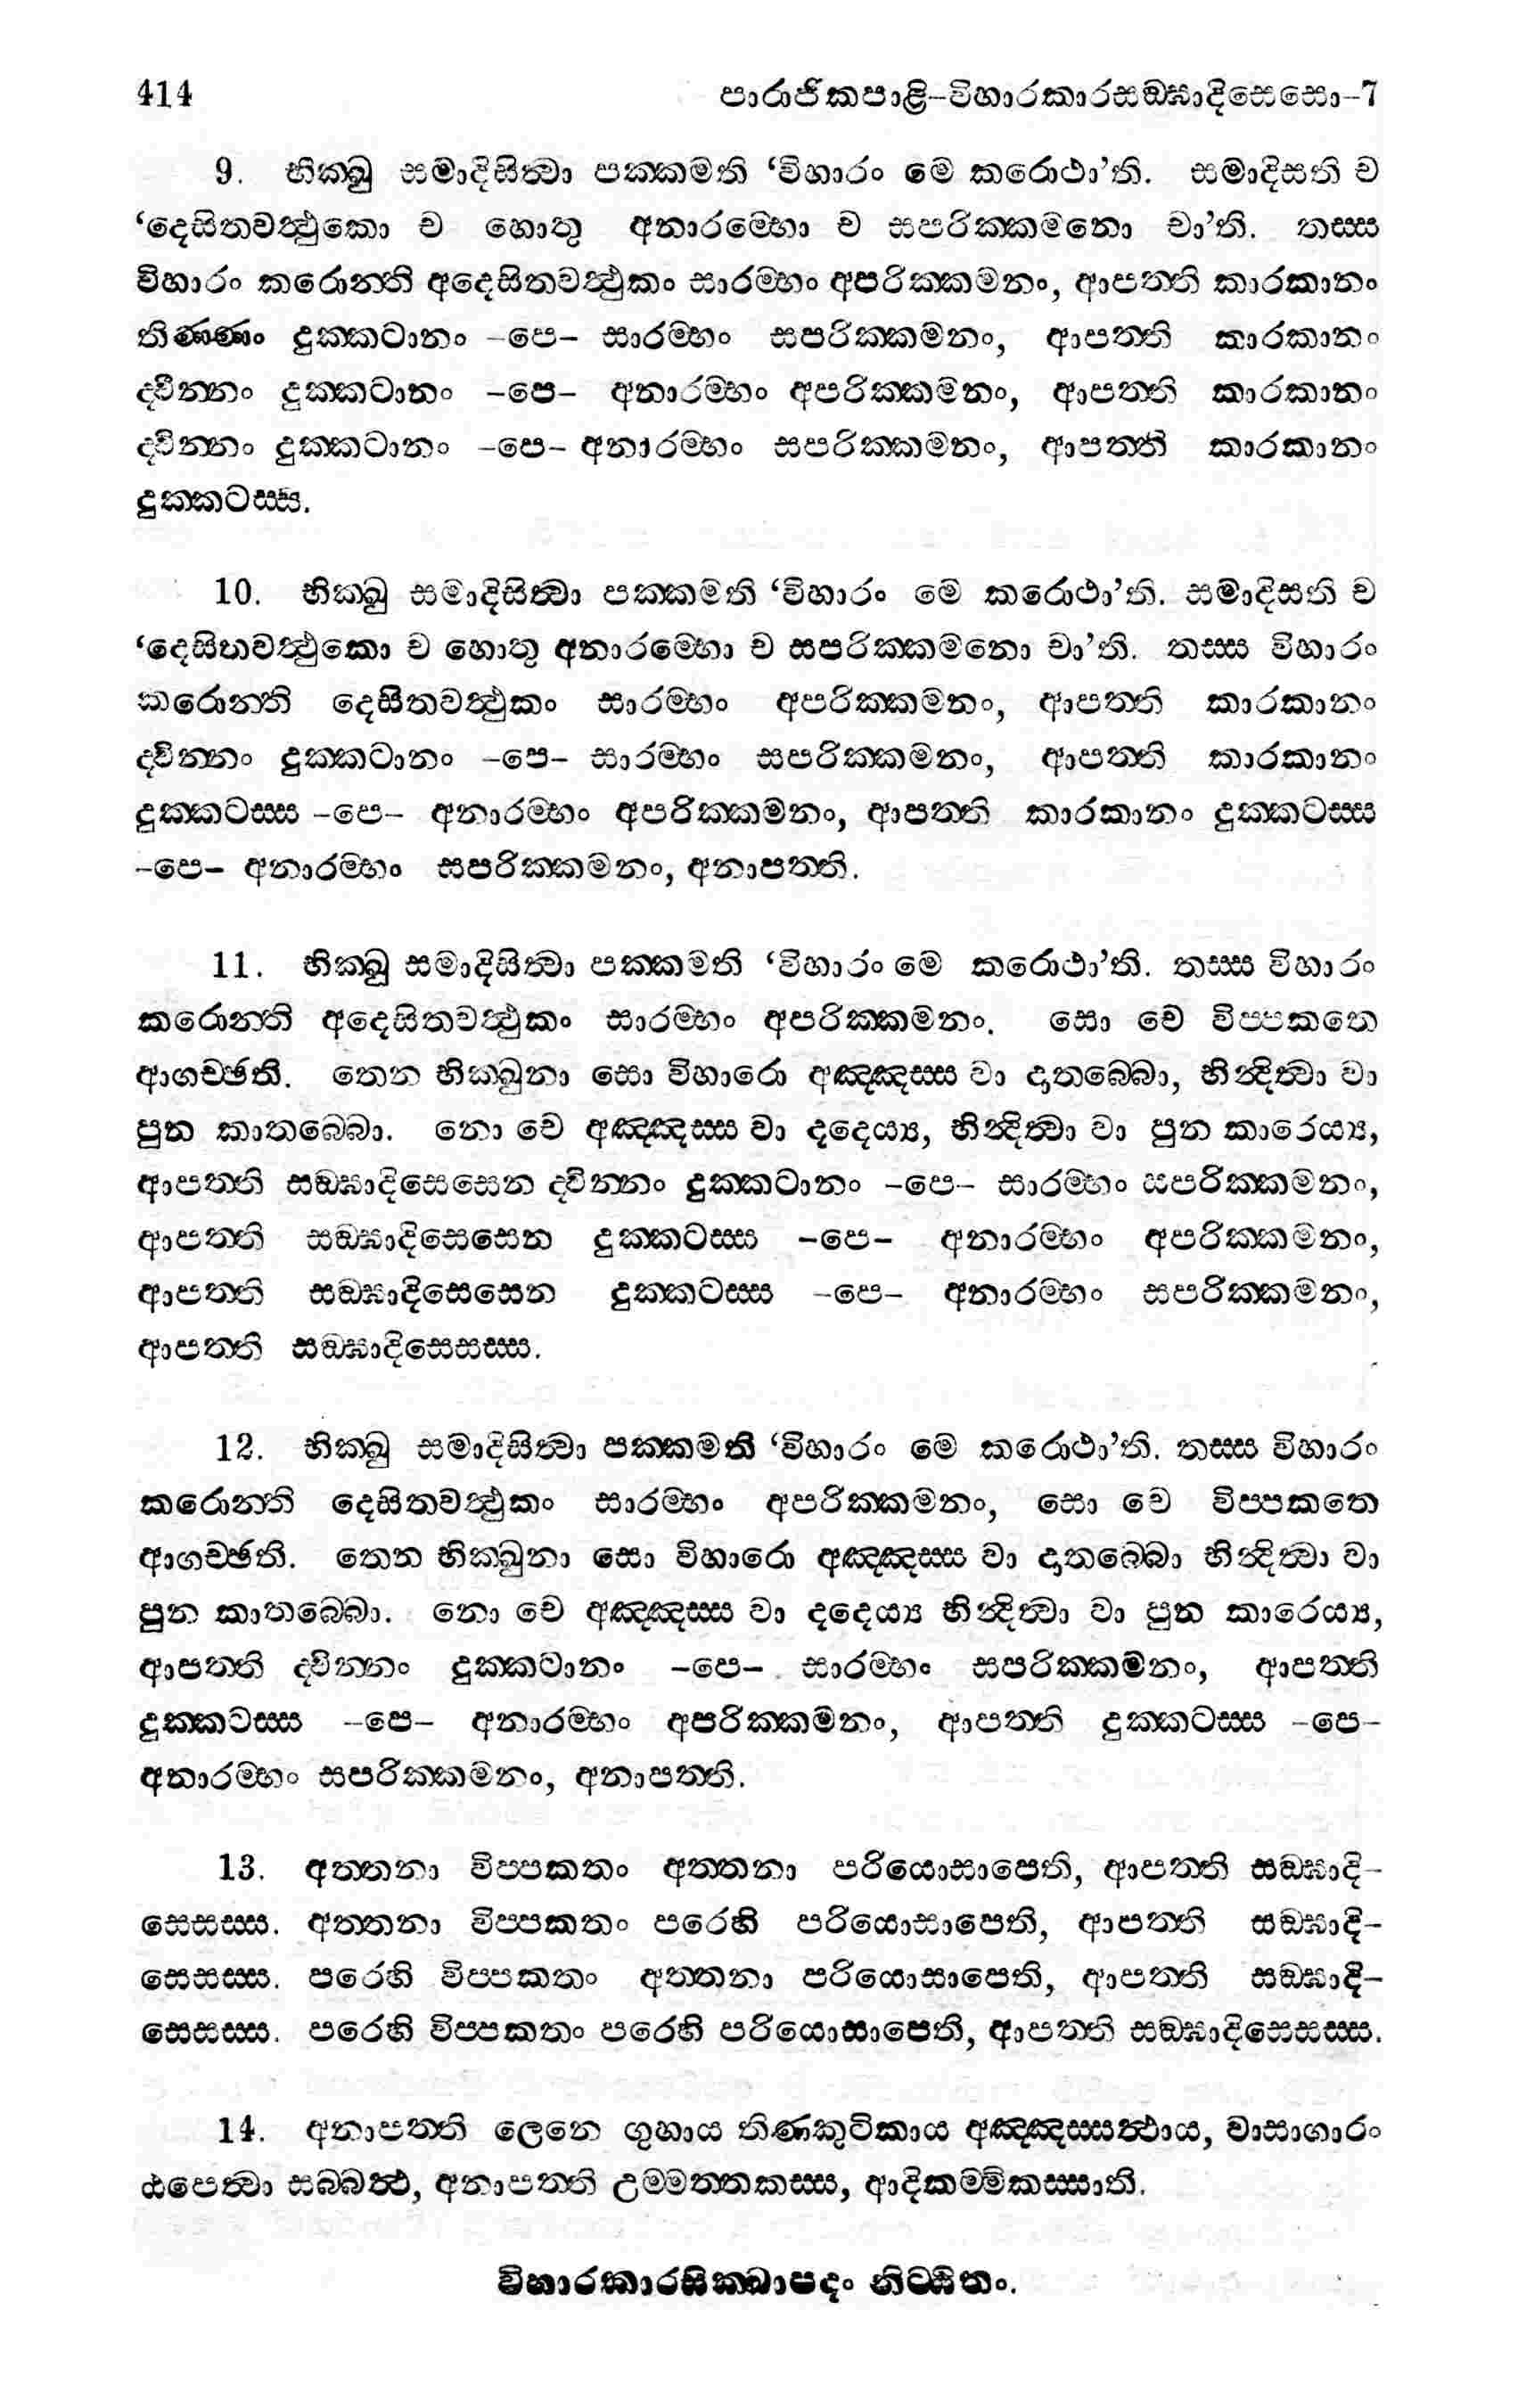 414 පාරාජිකපාළි–විහාරකාරසඞ්ඝාදිසෙසො–7
9. භික්ඛු සමාදිසිත්වා පක්කමති ‘විහාරං මෙ කරොථා’ති. සමාදිසති ච
‘දෙසිතවත්ථුකො ච හොතු අනාරම්භො ච සපරික්කමනො චා’ති. තස්ස
විහාරං කරොන්ති අදෙසිතවත්ථුකං සාරම්භං අපරික්කමනං, ආපත්ති කාරකානං
තිණ්ණං දුක්කටානං –පෙ– සාරම්භං සපරික්කමනං, ආපත්ති කාරකානං
ද්වීන්නං දුක්කටානං –පෙ– අනාරම්භං අපරික්කමනං, ආපත්ති කාරකානං
ද්වින්නං දුක්කටානං –පෙ– අනාරම්භං සපරික්කමනං, ආපත්ති කාරකානං
දුක්කටස්ස.
10. භික්ඛු සමාදිසිත්වා පක්කමති ‘විහාරං මෙ කරොථා’ති. සමාදිසති ච
‘දෙසිතවත්ථුකො ච හොතු අනාරම්භො ච සපරික්කමනො චා’ති. තස්ස විහාරං
කරොන්ති දෙසිතවත්ථුකං සාරම්භං අපරික්කමනං, ආපත්ති කාරකානං
ද්වින්නං දුක්කටානං –පෙ– සාරම්භං සපරික්කමනං, ආපත්ති කාරකානං
දුක්කටස්ස –පෙ– අනාරම්භං අපරික්කමනං, ආපත්ති කාරකානං දුක්කටස්ස
–පෙ– අනාරම්භං සපරික්කමනං, අනාපත්ති.
11. භික්ඛු සමාදිසිත්වා පක්කමති ‘විහාරං මෙ කරොථා’ති. තස්ස විහාරං
කරොන්ති අදෙසිතවත්ථුකං සාරම්භං අපරික්කමනං. සො චෙ විප්පකතෙ
ආගච්ඡති. තෙන භික්ඛුනා සො විහාරො අඤ්ඤස්ස වා දාතබ්බො, භින්දිත්වා වා
පුන කාතබ්බො. නො චෙ අඤ්ඤස්ස වා දදෙය්‍ය, භින්දිත්වා වා පුන කාරෙය්‍ය,
ආපත්ති සඞ්ඝාදිසෙසෙන ද්වින්නං දුක්කටානං –පෙ– සාරම්භං සපරික්කමනං,
ආපත්ති සඞ්ඝාදිසෙසෙන දුක්කටස්ස –පෙ– අනාරම්භං අපරික්කමනං,
ආපත්ති සඞ්ඝාදිසෙසෙන දුක්කටස්ස –පෙ– අනාරම්භං සපරික්කමනං,
ආපත්ති සඞ්ඝාදිසෙසස්ස.
12. භික්ඛු සමාදිසිත්වා පක්කමති ‘විහාරං මෙ කරොථා’ති. තස්ස විහාරං
කරොන්ති දෙසිතවත්ථුකං සාරම්භං අපරික්කමනං, සො චෙ විප්පකතෙ
ආගච්ඡති. තෙන භික්ඛුනා සො විහාරො අඤ්ඤස්ස වා දාතබ්බො භින්දිත්වා වා
පුන කාතබ්බො. නො චෙ අඤ්ඤස්ස වා දදෙය්‍ය භින්දිත්වා වා පුන කාරෙය්‍ය,
ආපත්ති ද්වින්නං දුක්කටානං –පෙ– සාරම්භං සපරික්කමනං, ආපත්ති
දුක්කටස්ස –පෙ– අනාරම්භං අපරික්කමනං, ආපත්ති දුක්කටස්ස –පෙ–
අනාරම්භං සපරික්කමනං, අනාපත්ති.
13. අත්තනා විප්පකතං අත්තනා පරියොසාපෙති, ආපත්ති සඞ්ඝාදි–
සෙසස්ස. අත්තනා විප්පකතං පරෙහි පරියොසාපෙති, ආපත්ති සඞ්ඝාදි–
සෙසස්ස. පරෙහි විප්පකතං අත්තනා පරියොසාපෙති, ආපත්ති සඞ්ඝාදි–
සෙසස්ස. පරෙහි විප්පකතං පරෙහි පරියොසාපෙති, ආපත්ති සඞ්ඝාදිසෙසස්ස.
14. අනාපත්ති ලෙනෙ ගුහාය තිණකුටිකාය අඤ්ඤස්සත්ථාය, වාසාගාරං
ඨපෙත්වා සබ්බත්ථ, අනාපත්ති උම්මත්තකස්ස, ආදිකම්මිකස්සාති.
විහාරකාරසික්ඛාපදං නිට්ඨිතං.